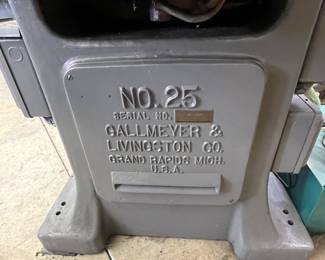 NO. 25
SERIAL NO.
GALLMEYER &
LIVINGSTON CO.
GRAND RAPIDS MICH.
U.S.A.